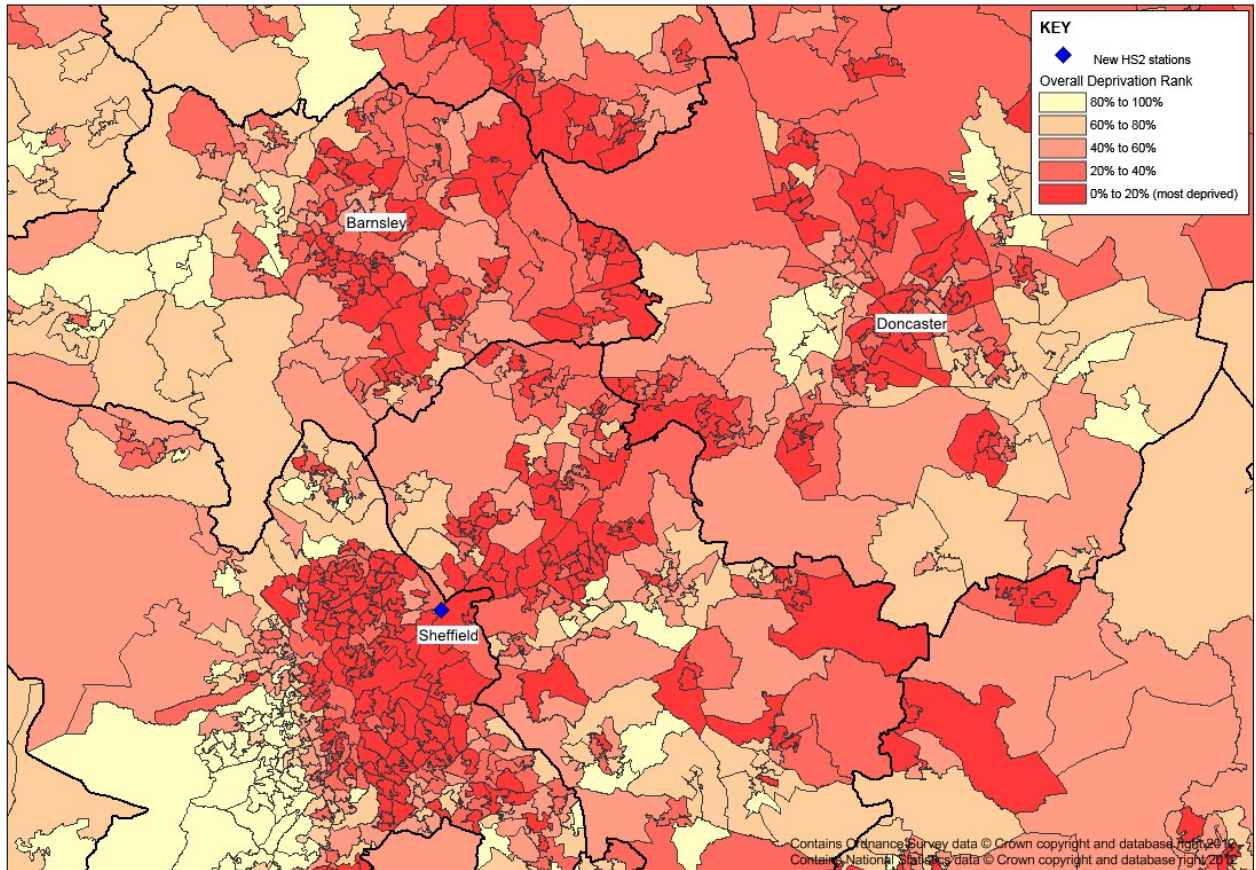 KEY
New HS2 stations
Overall Deprivation Rank
80% to 100%
60% to 80%
40% to 60%
20% to 40%
0% to 20% (most deprived)
Barnsley
Doncaster
Sheffield
Contains Ordnance Survey data © Crown copyright and database right 2012
Contains National Statistics data © Crown copyright and database right 2012